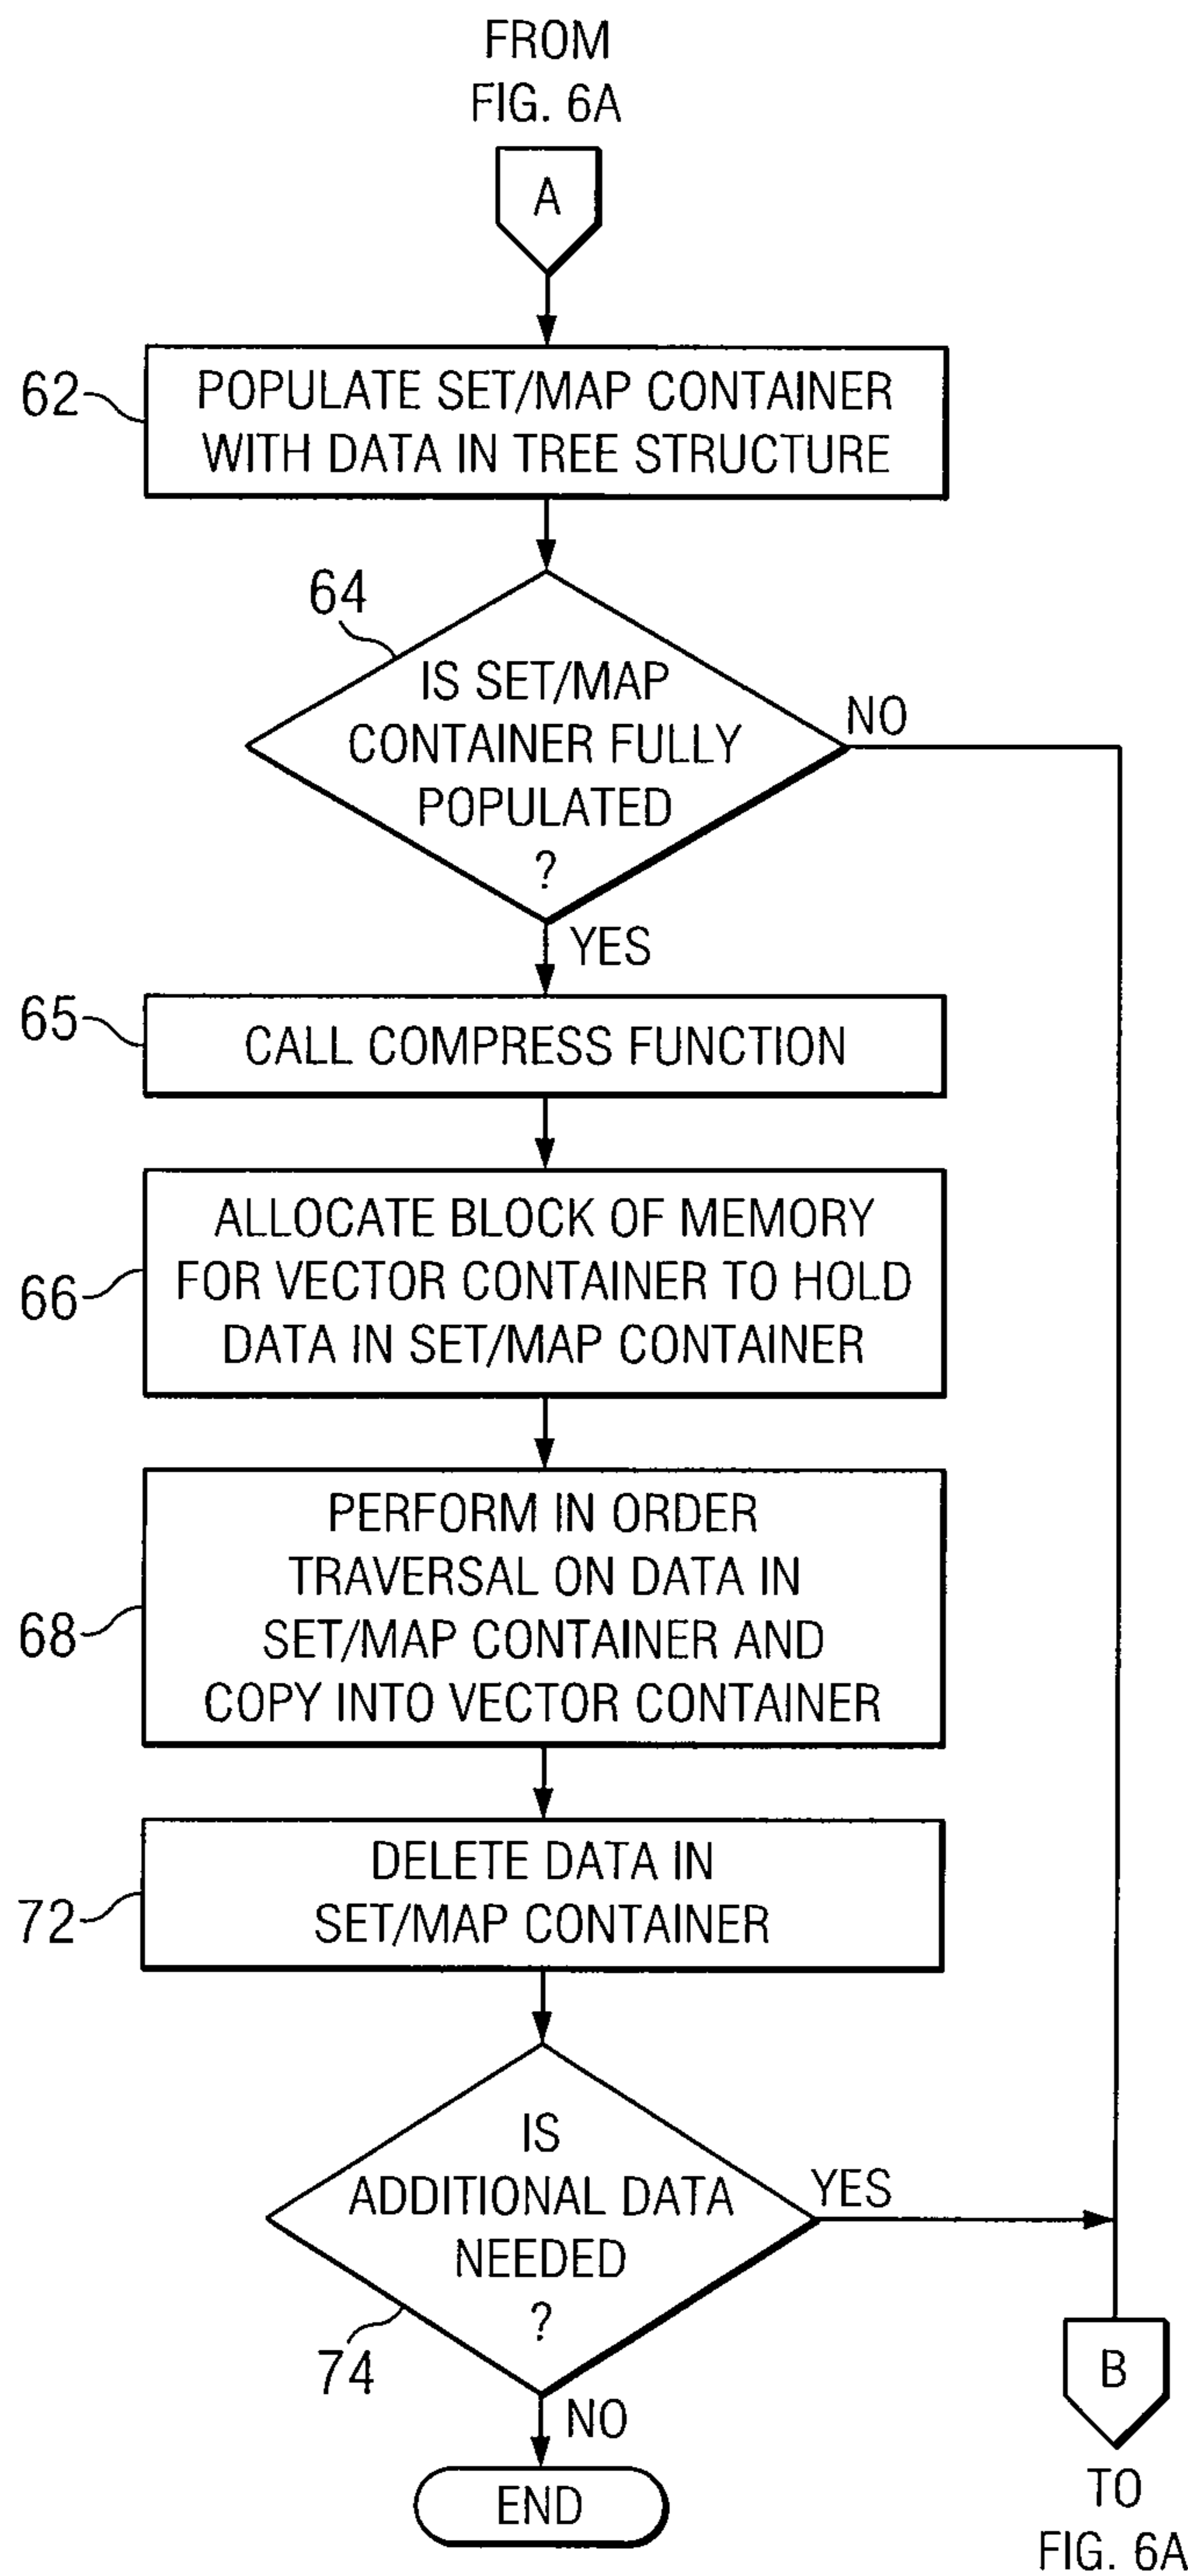 FROM
FIG. 6A
A
62
POPULATE SET/MAP CONTAINER
WITH DATA IN TREE STRUCTURE
64
IS SET/MAP
CONTAINER FULLY
POPULATED
?
NO
YES
65
CALL COMPRESS FUNCTION
66
ALLOCATE BLOCK OF MEMORY
FOR VECTOR CONTAINER TO HOLD
DATA IN SET/MAP CONTAINER
68
PERFORM IN ORDER
TRAVERSAL ON DATA IN
SET/MAP CONTAINER AND
COPY INTO VECTOR CONTAINER
72
DELETE DATA IN
SET/MAP CONTAINER
IS
ADDITIONAL DATA
NEEDED
?
YES
74
NO
END
B
TO
FIG. 6A